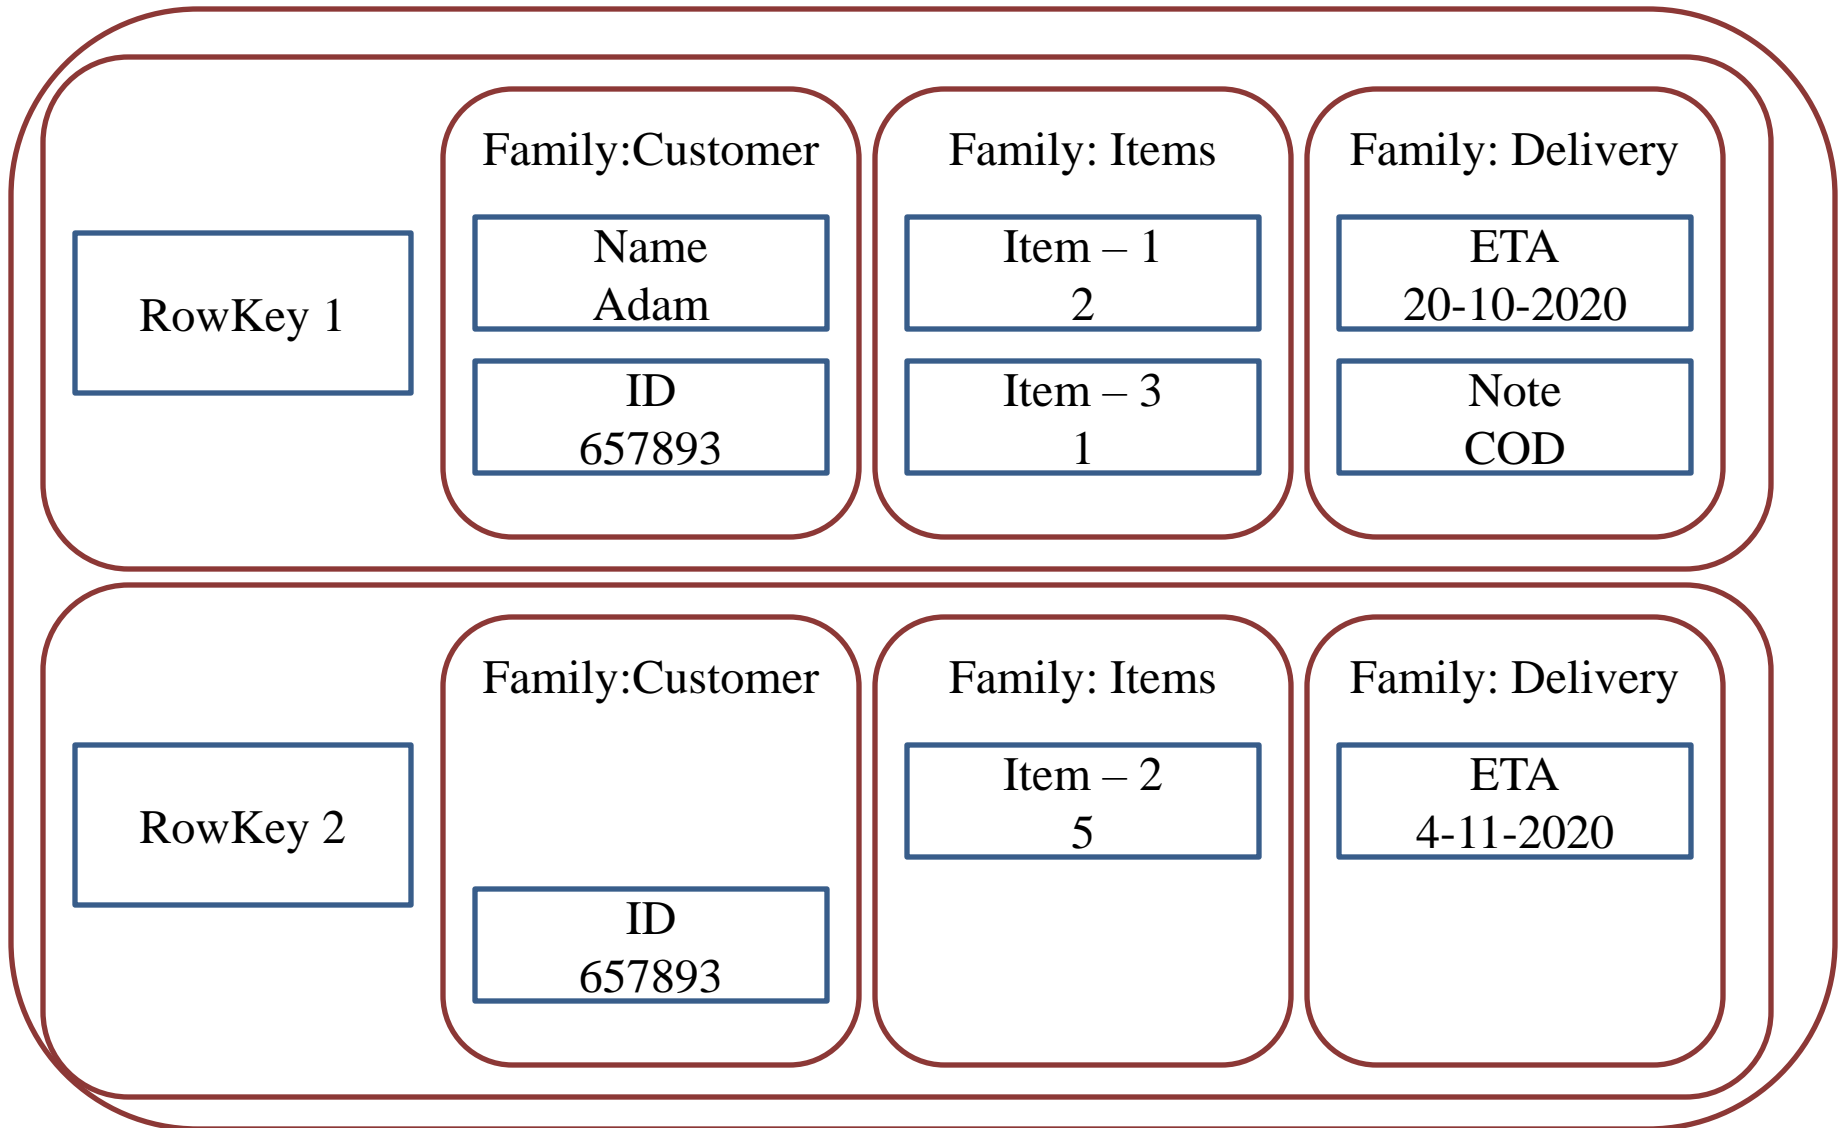 RowKey 1
Family:Customer
Name
Adam
ID
657893
Family: Items
Item – 1
2
Item – 3
1
Family: Delivery
ETA
20-10-2020
Note
COD
RowKey 2
Family:Customer
ID
657893
Family: Items
Item – 2
5
Family: Delivery
ETA
4-11-2020